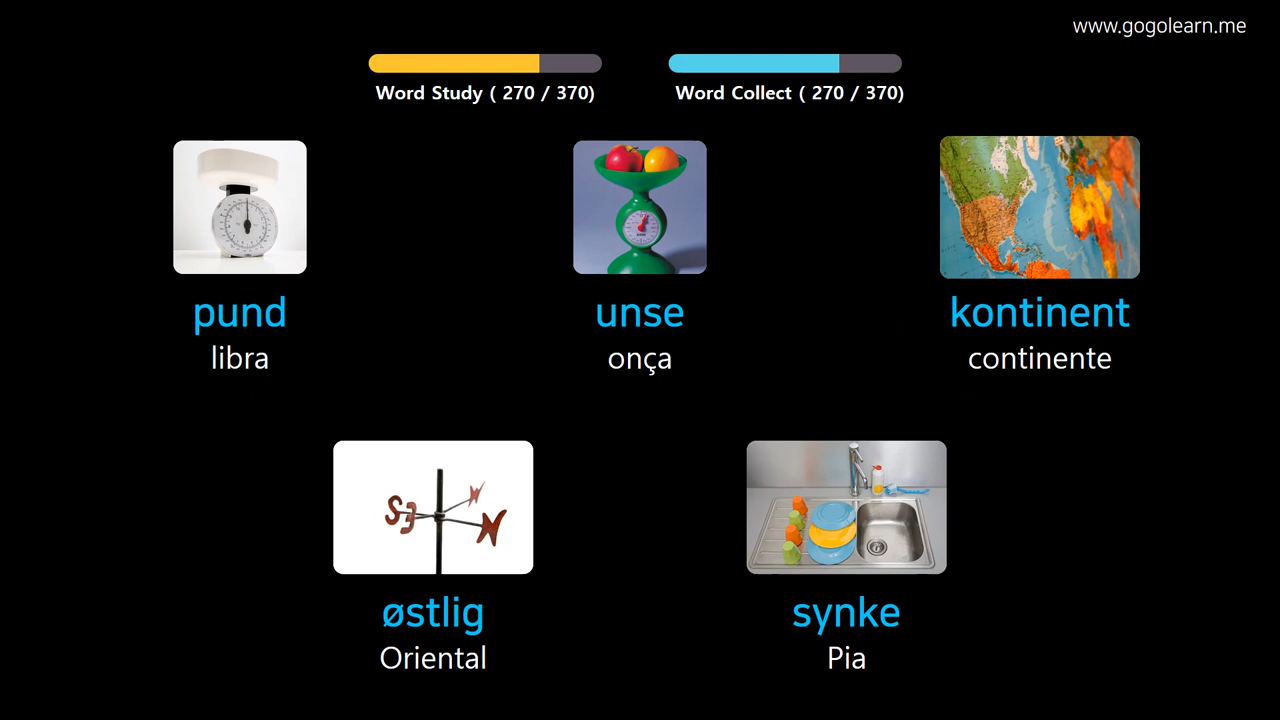 www.gogolearn.me
Word Study ( 270 / 370)
Word Collect ( 270 / 370)
pund
libra
unse
onça
kontinent
continente
østlig
Oriental
synke
Pia